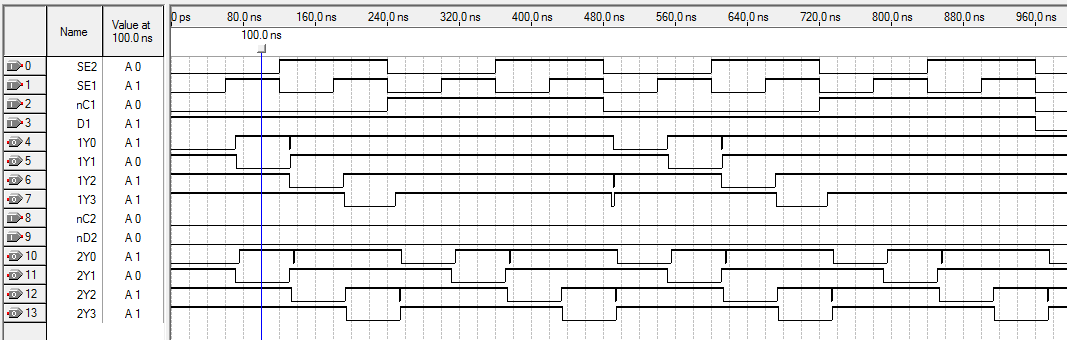 Name
Value at
100.0 ns
0 ps 80.0 ns 160.0 ns 240.0 ns 320.0 ns 400.0 ns 480.0 ns 560.0 ns 640.0 ns 720.0 ns 800.0 ns 880.0 ns 960.0 ns
100.0 ns
0 SE2 A 0
1 SE1 A 1
2 nC1 A 0
3 D1 A 1
4 1Y0 A 1
5 1Y1 A 0
6 1Y2 A 1
7 1Y3 A 1
8 nC2 A 0
9 nD2 A 0
10 2Y0 A 1
11 2Y1 A 0
12 2Y2 A 1
13 2Y3 A 1